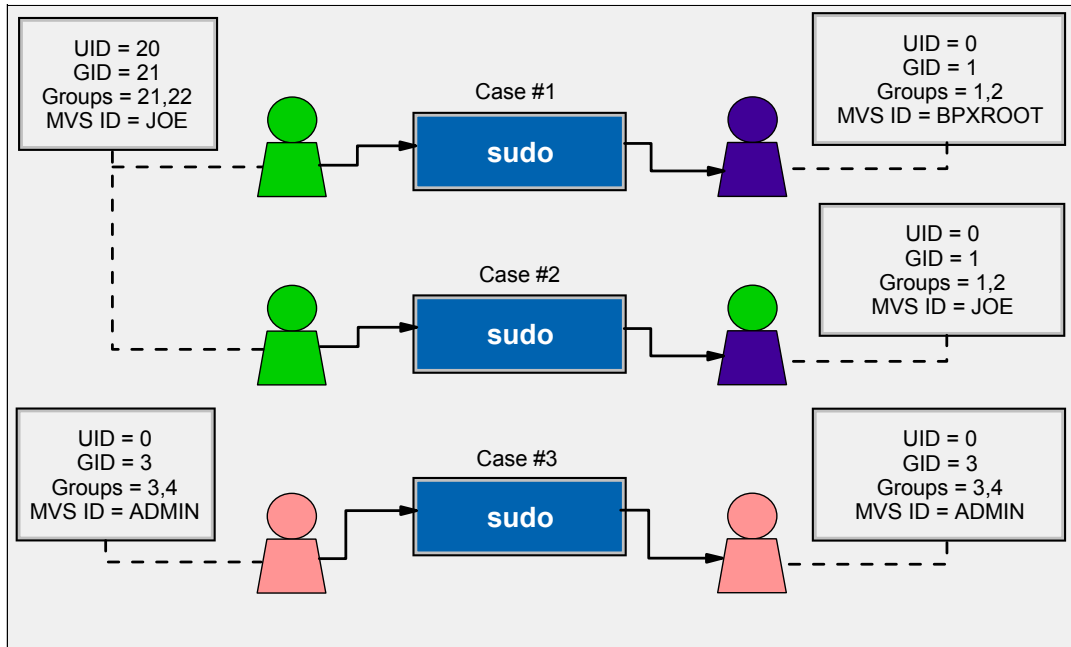 UID = 20
GID = 21
Groups = 21,22
MVS ID = JOE
Case #1
sudo
UID = 0
GID = 1
Groups = 1,2
MVS ID = BPXROOT
Case #2
sudo
UID = 0
GID = 1
Groups = 1,2
MVS ID = JOE
UID = 0
GID = 3
Groups = 3,4
MVS ID = ADMIN
Case #3
sudo
UID = 0
GID = 3
Groups = 3,4
MVS ID = ADMIN